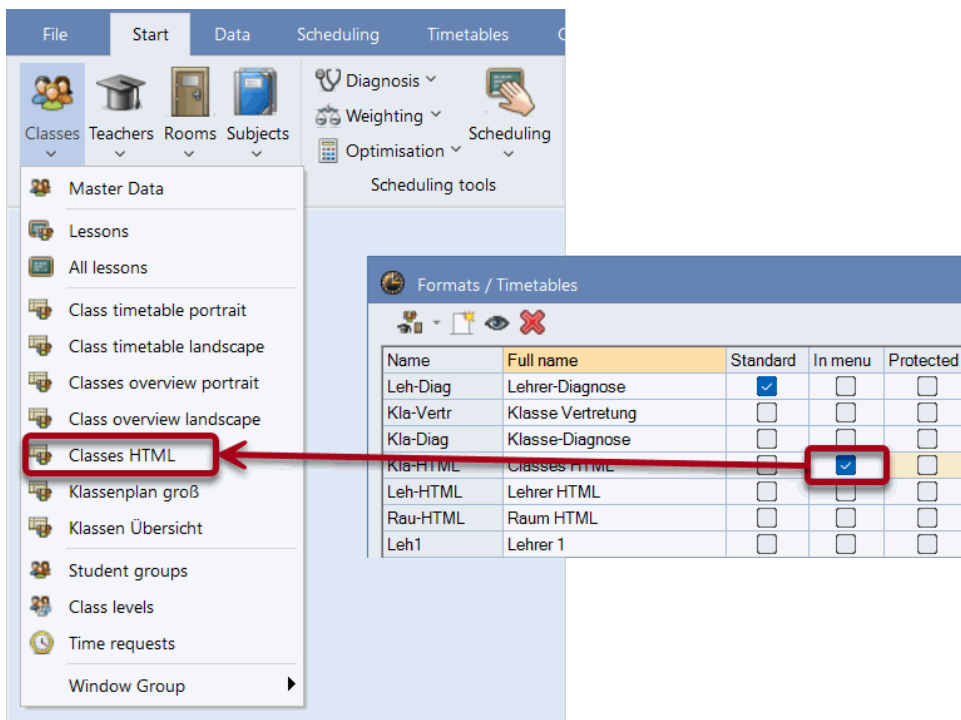 File Start Data Scheduling Timetables
Classes Teachers Rooms Subjects
Diagnosis
Weighting
Optimisation
Scheduling
Scheduling tools
Master Data
Lessons
All lessons
Class timetable portrait
Class timetable landscape
Classes overview portrait
Class overview landscape
Classes HTML
Klassenplan groß
Klassen Übersicht
Student groups
Class levels
Time requests
Window Group
Formats / Timetables
Name Full name Standard In menu Protected
Leh-Diag Lehrer-Diagnose
Kla-Vertr Klasse Vertretung
Kla-Diag Klasse-Diagnose
Kla-HTML Classes HTML
Leh-HTML Lehrer HTML
Rau-HTML Raum HTML
Leh1 Lehrer 1